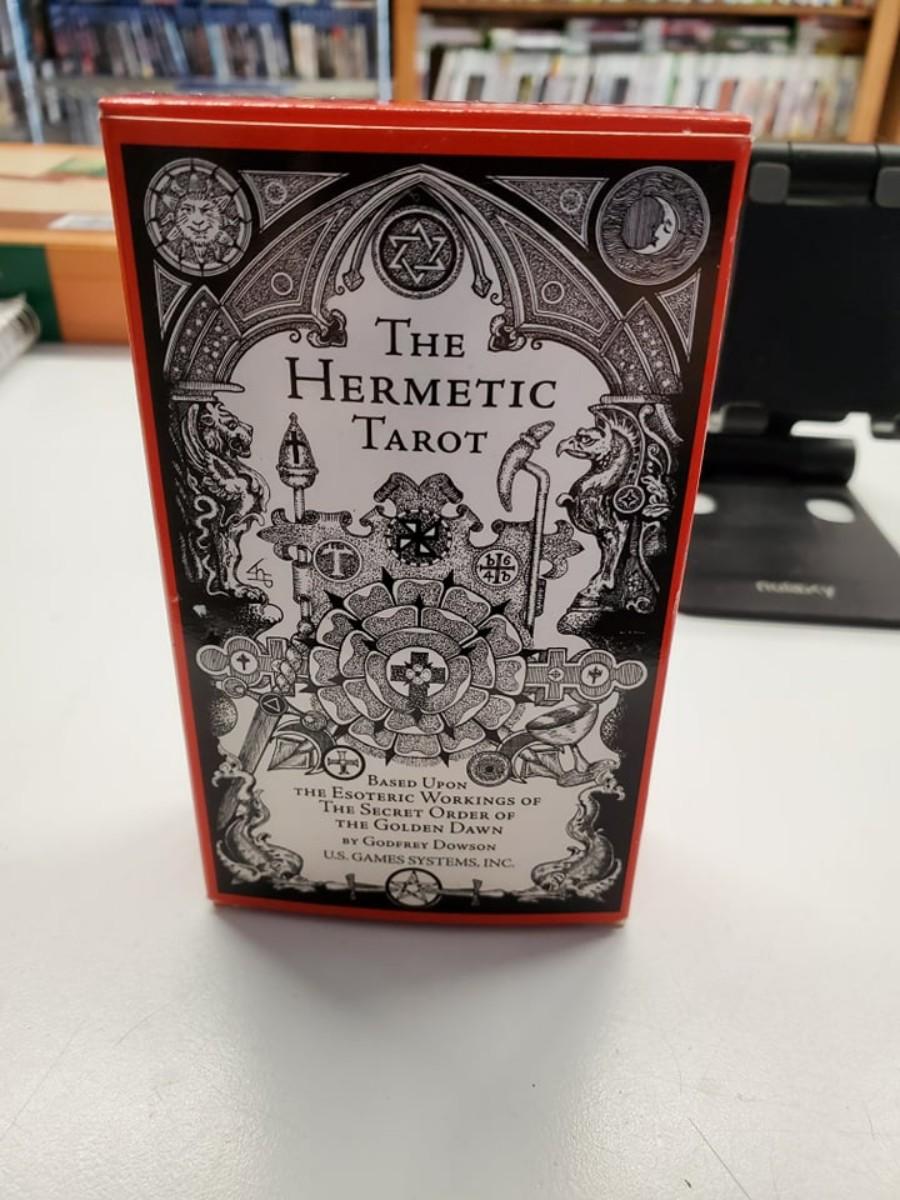 THE
HERMETIC
TAROT
T
BASED UPON
THE ESOTERIC WORKINGS OF
THE SECRET ORDER OF
THE GOLDEN DAWN
BY GODFREY DOWSON
U.S. GAMES SYSTEMS, INC.